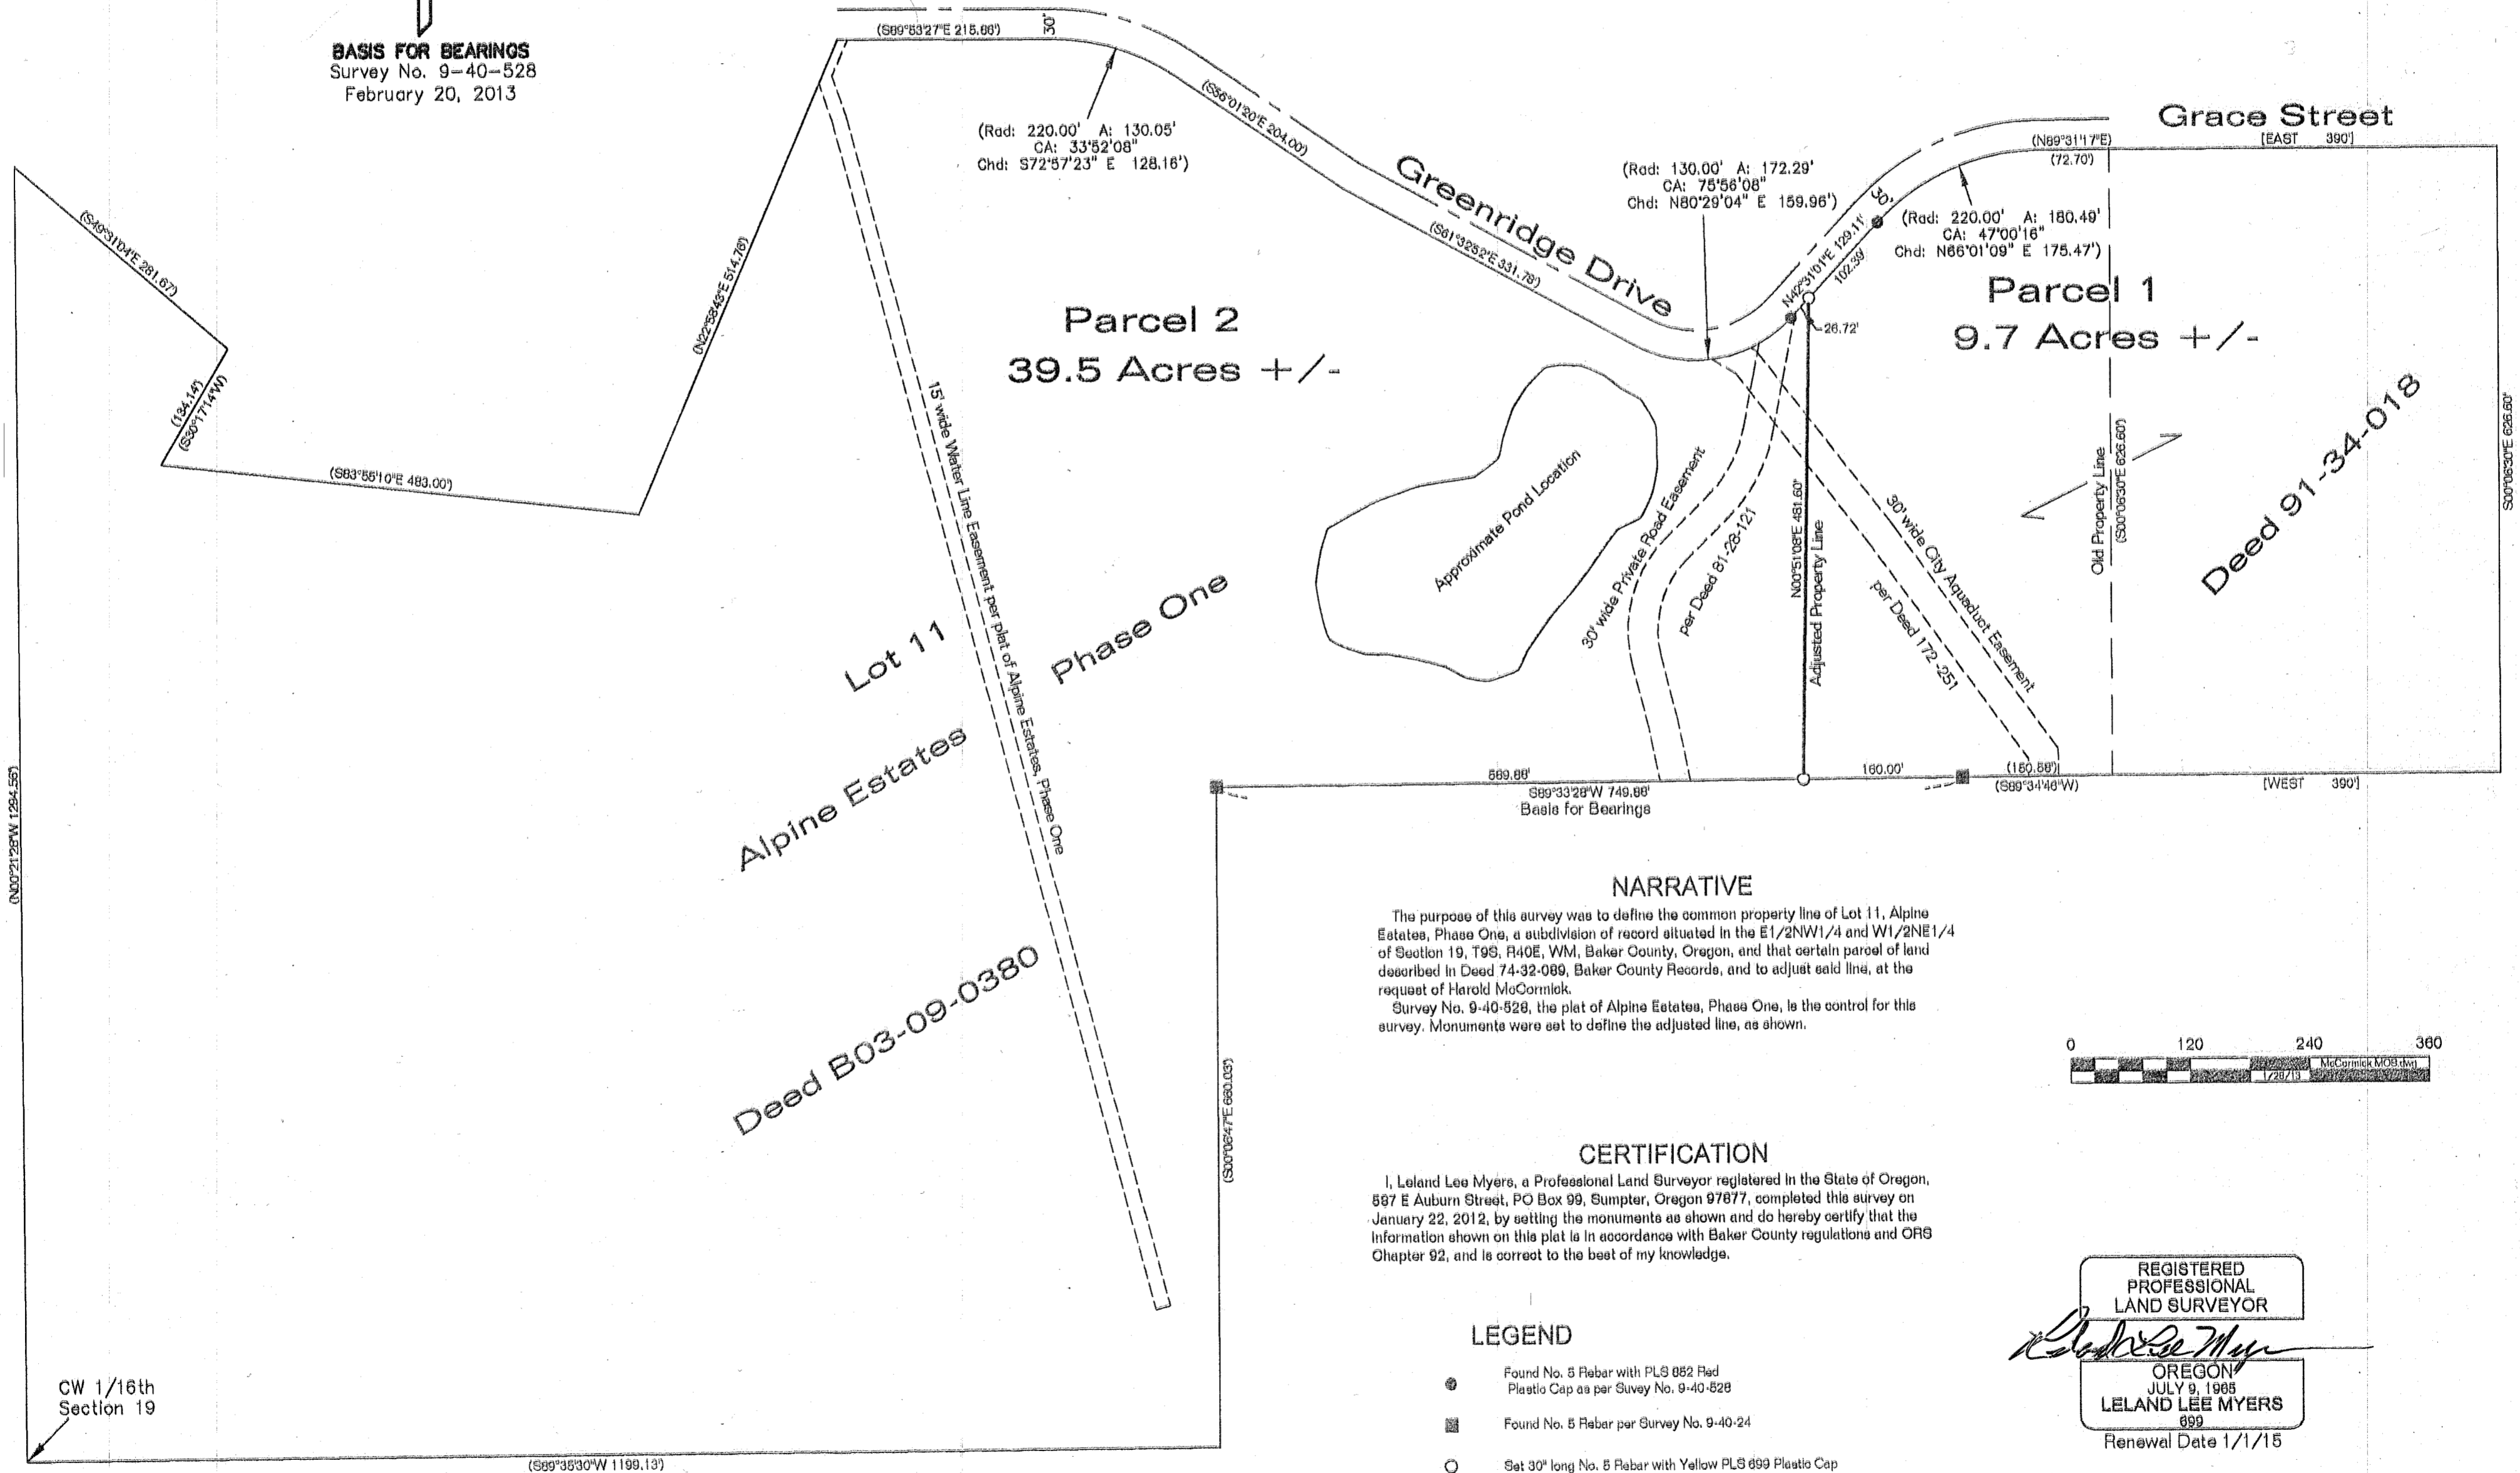 BASIS FOR BEARINGS
Survey No. 9-40-528
February 20, 2013
(S89°53'27"E 215.86')
30'
(Rad: 220.00' A: 130.05'
CA: 33°52'08"
Chd: S72°57'23" E 128.16')
(S56°01'20"E 204.00')
Greenridge Drive
(S61°32'52"E 331.78')
(Rad: 130.00' A: 172.29'
CA: 75°56'08"
Chd: N80°29'04" E 159.96')
Grace Street
[EAST 390']
(N89°31'17"E)
(72.70')
30'
(Rad: 220.00' A: 180.49'
CA: 47°00'16"
Chd: N66°01'09" E 175.47')
N42°31'01"E 129.11'
102.39'
26.72'
Parcel 1
9.7 Acres +/-
Parcel 2
39.5 Acres +/-
(S49°31'04"E 281.67')
(134.14')
(S30°17'14"W)
(S83°55'10"E 483.00')
(N22°58'43"E 514.76')
15' wide Water Line Easement per plat of Alpine Estates, Phase One
Approximate Pond Location
30' wide Private Road Easement
per Deed 81-28-121
N00°51'08"E 481.60'
Adjusted Property Line
30' wide City Aquaduct Easement
per Deed 172-251
Old Property Line
(S00°06'30"E 626.60')
Deed 91-34-018
S00°06'30"E 626.60'
Lot 11
Phase One
Alpine Estates
Deed B03-09-0380
(N00°21'28"W 1294.56')
589.86'
160.00'
(150.58')
S89°33'28"W 749.86'
(S89°34'46"W)
[WEST 390']
Basis for Bearings
(S00°06'47"E 660.03')
NARRATIVE
The purpose of this survey was to define the common property line of Lot 11, Alpine
Estates, Phase One, a subdivision of record situated in the E1/2NW1/4 and W1/2NE1/4
of Section 19, T9S, R40E, WM, Baker County, Oregon, and that certain parcel of land
described in Deed 74-32-089, Baker County Records, and to adjust said line, at the
request of Harold McCormick.
Survey No. 9-40-528, the plat of Alpine Estates, Phase One, is the control for this
survey. Monuments were set to define the adjusted line, as shown.
0 120 240 360
McCormick MOB.dwg
1/28/13
CERTIFICATION
I, Leland Lee Myers, a Professional Land Surveyor registered in the State of Oregon,
587 E Auburn Street, PO Box 99, Sumpter, Oregon 97877, completed this survey on
January 22, 2012, by setting the monuments as shown and do hereby certify that the
information shown on this plat is in accordance with Baker County regulations and ORS
Chapter 92, and is correct to the best of my knowledge.
LEGEND
Found No. 5 Rebar with PLS 852 Red
Plastic Cap as per Suvey No. 9-40-528
Found No. 5 Rebar per Survey No. 9-40-24
Set 30" long No. 5 Rebar with Yellow PLS 699 Plastic Cap
REGISTERED
PROFESSIONAL
LAND SURVEYOR
Leland Lee Myers
OREGON
JULY 9, 1965
LELAND LEE MYERS
699
Renewal Date 1/1/15
CW 1/16th
Section 19
(S89°35'30"W 1199.13')